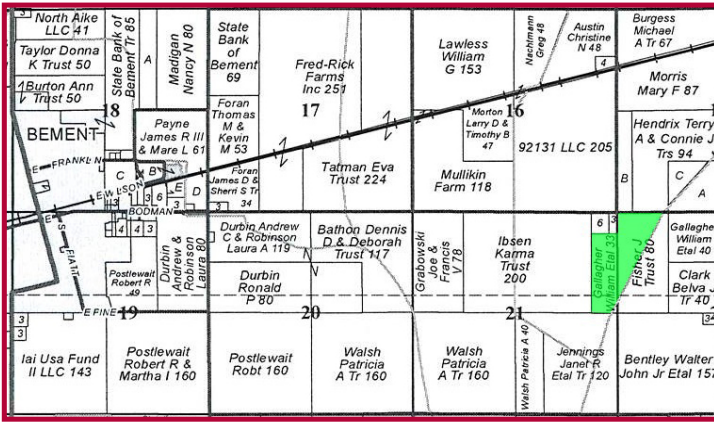 North Aike
LLC 41
Taylor Donna
K Trust 50
Burton Ann
Trust 50
State Bank of
Bement Tr 85
A
Madigan
Nancy N 80
State
Bank
of
Bement
69
Fred-Rick
Farms
Inc 251
Lawless
William
G 153
Nachtmann
Greg 48
Austin
Christine
N 48
4
Burgess
Michael
A Tr 67
Morris
Mary F 87
18
17
16
BEMENT
Payne
James R III
& Mare L 61
Foran
Thomas
M &
Kevin
M 53
Morton
Larry D &
Timothy B
47
92131 LLC 205
Hendrix Terry
A & Connie J
Trs 94
E FRANKLIN
C
B
E
D
Foran
James D &
Sherri S Tr
34
Tatman Eva
Trust 224
Mullikin
Farm 118
B
C
A
E WILSON
3
6
3
3
BODMAN
4
4
3
3
S PIATT
Durbin
Andrew &
Robinson
Laura 80
Durbin Andrew
C & Robinson
Laura A 119
Bathon Dennis
D & Deborah
Trust 117
Grabowski
Joe &
Francis
V 78
Ibsen
Karma
Trust
200
6
3
Gallagher
William Etal 33
Fisher J
Trust 80
Gallaghe
William
Etal 40
Postlewait
Robert R
49
Durbin
Ronald
P 80
Clark
Belva J
Tr 40
E FINE
19
20
21
3
3
Iai Usa Fund
II LLC 143
Postlewait
Robert R &
Martha I 160
Postlewait
Robt 160
Walsh
Patricia
A Tr 160
Walsh
Patricia
A Tr 160
Walsh Patricia A 40
Jennings
Janet R
Etal Tr 120
Bentley Walter
John Jr Etal 157